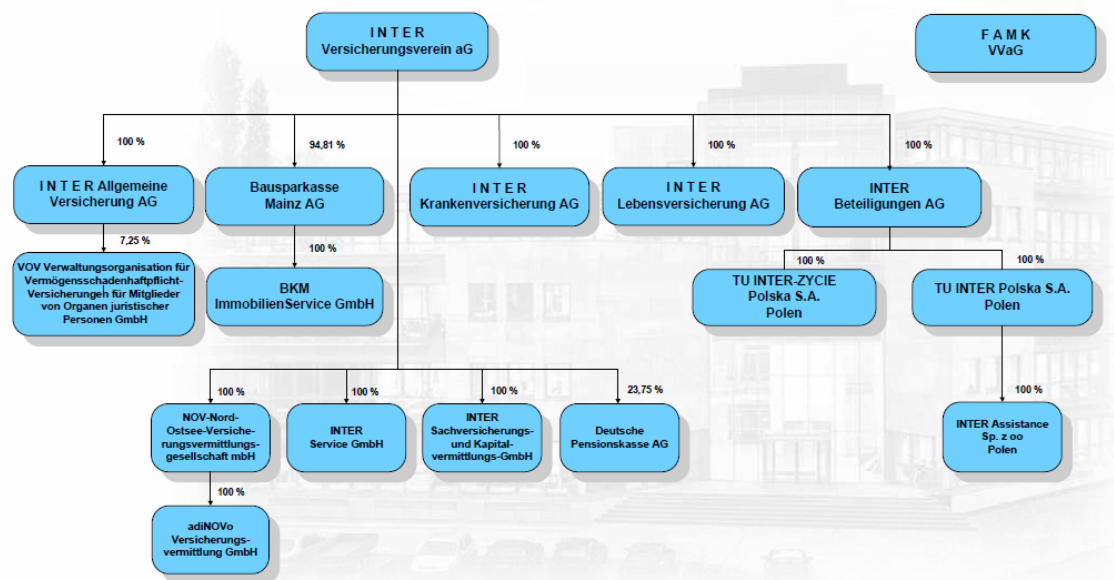 I N T E R
Versicherungsverein aG
F A M K
VVaG
100 %
94,81 %
100 %
100 %
100 %
I N T E R Allgemeine
Versicherung AG
Bausparkasse
Mainz AG
I N T E R
Krankenversicherung AG
I N T E R
Lebensversicherung AG
INTER
Beteiligungen AG
7,25 %
100 %
100 %
100 %
VOV Verwaltungsorganisation für
Vermögensschadenhaftpflicht-
Versicherungen für Mitglieder
von Organen juristischer
Personen GmbH
BKM
ImmobilienService GmbH
TU INTER-ZYCIE
Polska S.A.
Polen
TU INTER Polska S.A.
Polen
100 %
100 %
100 %
23,75 %
100 %
NOV-Nord-
Ostsee-Versiche-
rungsvermittlungs-
gesellschaft mbH
INTER
Service GmbH
INTER
Sachversicherungs-
und Kapital-
vermittlungs-GmbH
Deutsche
Pensionskasse AG
INTER Assistance
Sp. z oo
Polen
100 %
adiNOVo
Versicherungs-
vermittlung GmbH